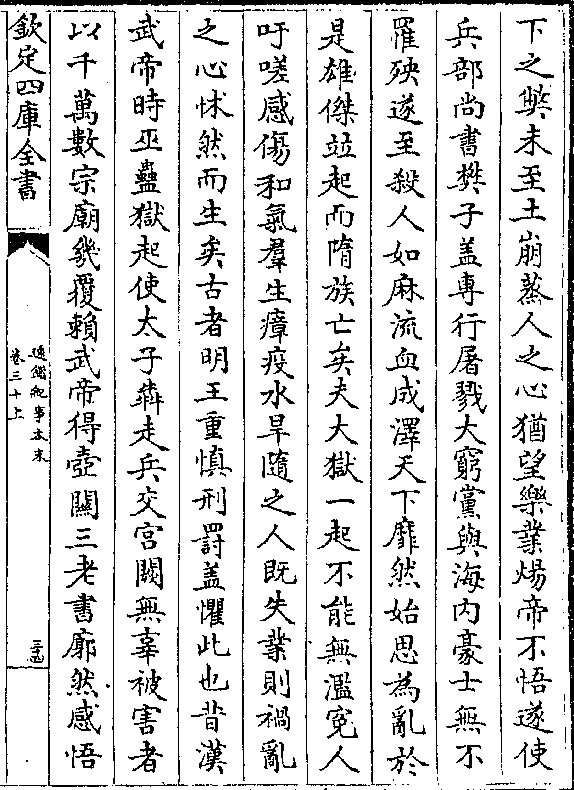 下之弊未至土崩蒸人之心猶望樂業煬帝不悟遂使
兵部尚書樊子盖專行屠戮大窮黨與海内豪士無不
罹殃遂至殺人如麻流血成澤天下靡然始思為亂於
是雄傑並起而隋族亡矣夫大獄一起不能無濫寃人
吁嗟感傷和氣羣生瘴疫水旱隨之人既失業則禍亂
之心怵然而生矣古者明王重慎刑罰盖懼此也昔漢
武帝時巫蠱獄起使太子犇走兵交宮闕無辜被害者
以千萬數宗廟幾覆賴武帝得壺關三老書廓然感悟
欽定四庫全書
通鑑紀事本末
卷三十上
三十四